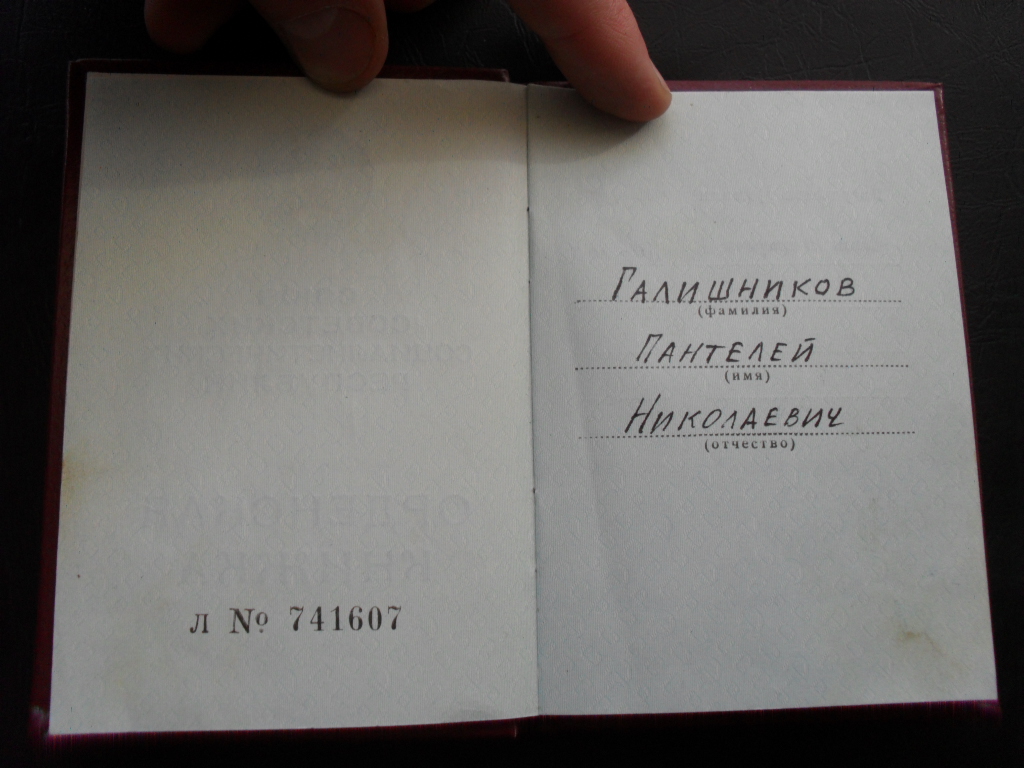 л № 741607
Галишников
(фамилия)
Пантелей
(имя)
Николаевич
(отчество)